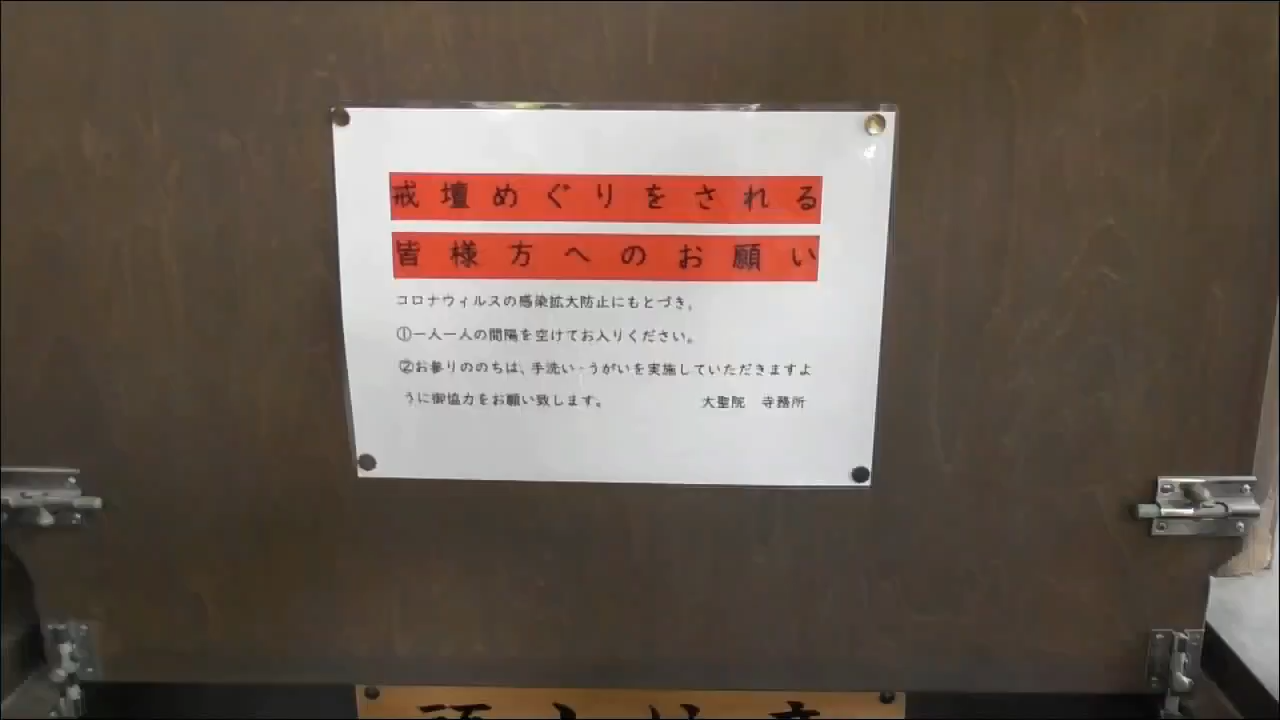 戒壇めぐりをされる
皆様方へのお願い
コロナウィルスの感染拡大防止にもとづき。
①一人一人の間隔を空けてお入りください。
②お参りののちは、手洗い・うがいを実施していただきますよ
うに御協力をお願い致します。 大聖院 寺務所